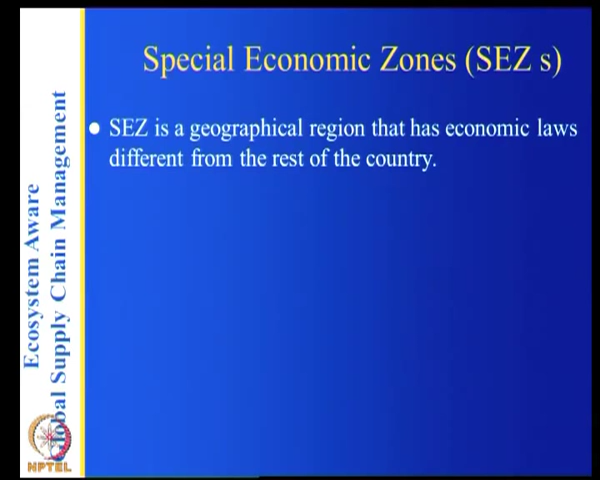 Special Economic Zones (SEZ s)
● SEZ is a geographical region that has economic laws
different from the rest of the country.
Ecosystem Aware
Global Supply Chain Management
NPTEL